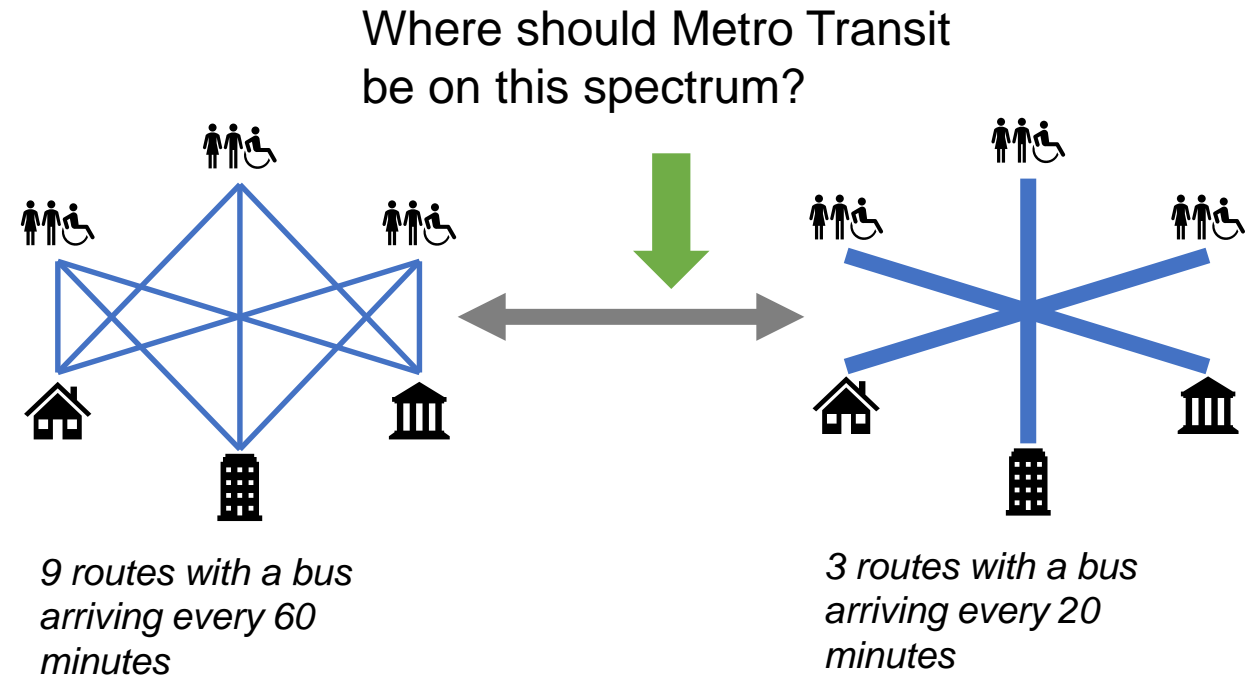 Where should Metro Transit
be on this spectrum?
9 routes with a bus
arriving every 60
minutes
3 routes with a bus
arriving every 20
minutes